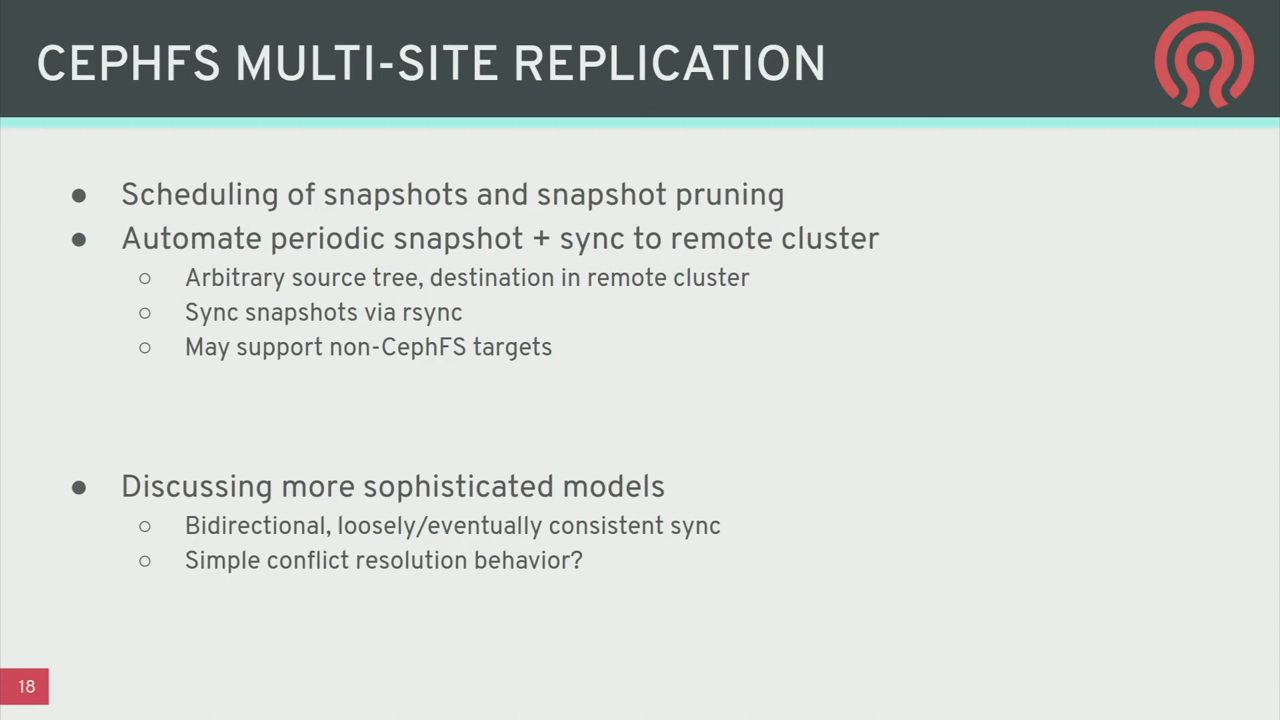 CEPHFS MULTI-SITE REPLICATION
● Scheduling of snapshots and snapshot pruning
● Automate periodic snapshot + sync to remote cluster
○ Arbitrary source tree, destination in remote cluster
○ Sync snapshots via rsync
○ May support non-CephFS targets
● Discussing more sophisticated models
○ Bidirectional, loosely/eventually consistent sync
○ Simple conflict resolution behavior?
18